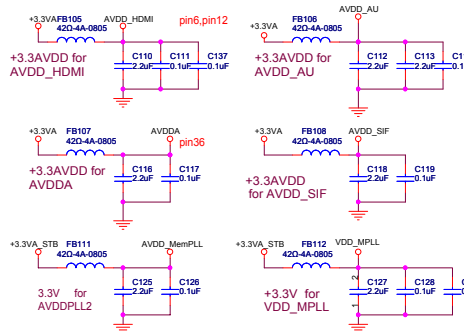 +3.3VA FB105 AVDD_HDMI pin6,pin12
42Ω-4A-0805
+3.3AVDD for
AVDD_HDMI
C110 C111 C137
2.2uF 0.1uF 0.1uF
+3.3VA FB106 AVDD_AU
42Ω-4A-0805
+3.3AVDD for
AVDD_AU
C112 C113
2.2uF 2.2uF 0.1uF
+3.3VA FB107 AVDDA pin36
42Ω-4A-0805
+3.3AVDD for
AVDDA
C116 C117
2.2uF 0.1uF
+3.3VA FB108 AVDD_SIF
42Ω-4A-0805
+3.3AVDD
for AVDD_SIF
C118 C119
2.2uF 0.1uF
+3.3VA_STB FB111 AVDD_MemPLL
42Ω-4A-0805
3.3V for
AVDDPLL2
C125 C126
2.2uF 0.1uF
+3.3VA_STB FB112 VDD_MPLL
42Ω-4A-0805
+3.3V for
VDD_MPLL
2
C127 C128
2.2uF 0.1uF
1